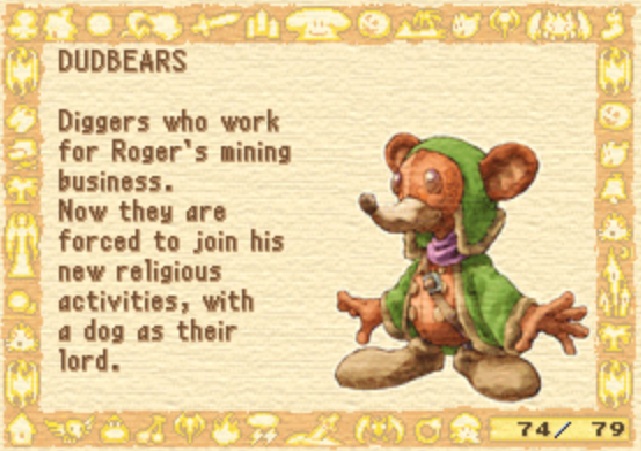 DUDBEARS
Diggers who work
for Roger's mining
business.
Now they are
forced to join his
new religious
activities, with
a dog as their
lord.
74/ 79